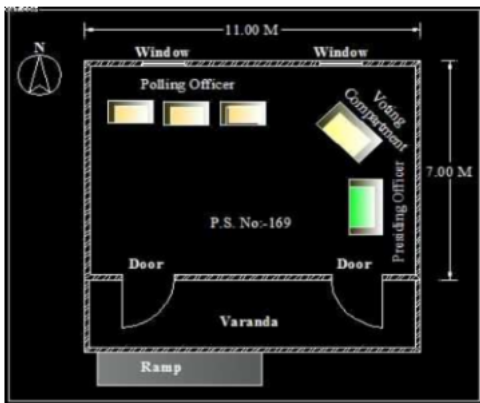 11.00 M
N
Window
Window
Polling Officer
Voting
Compartment
7.00 M
Presiding Officer
P.S. No:-169
Door
Door
Varanda
Ramp